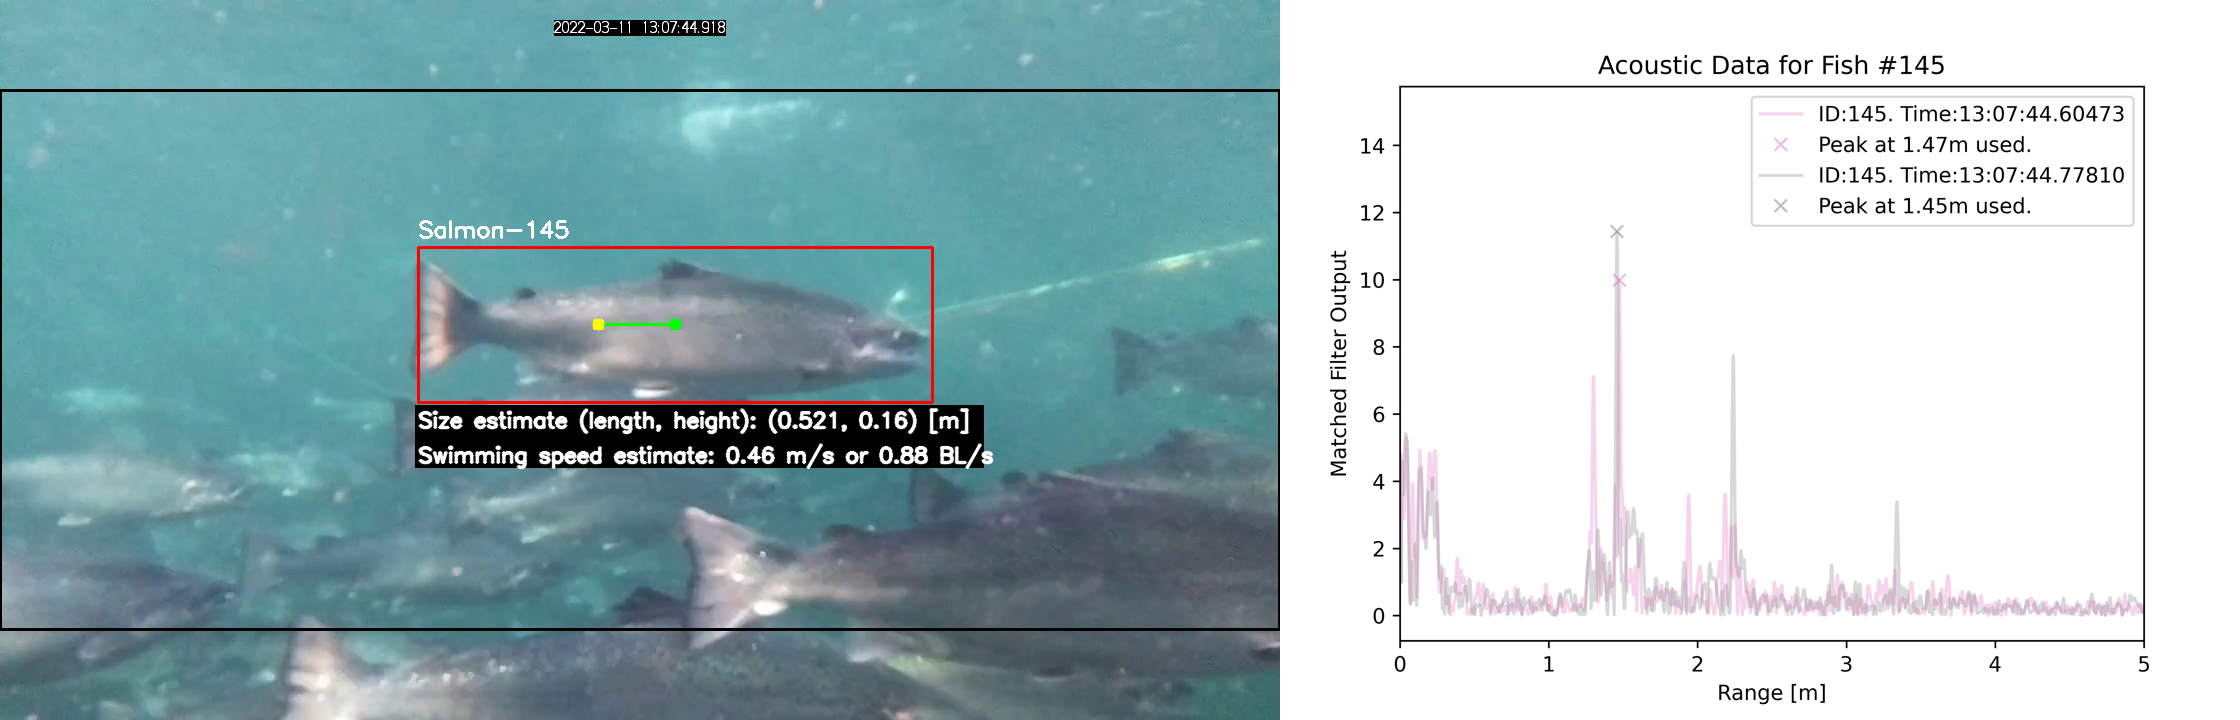 2022-03-11 13:07:44.918
Salmon-145
Size estimate (length, height): (0.521, 0.16) [m]
Swimming speed estimate: 0.46 m/s or 0.88 BL/s
Acoustic Data for Fish #145
ID:145. Time:13:07:44.60473
Peak at 1.47m used.
ID:145. Time:13:07:44.77810
Peak at 1.45m used.
Matched Filter Output
14
12
10
8
6
4
2
0
0 1 2 3 4 5
Range [m]